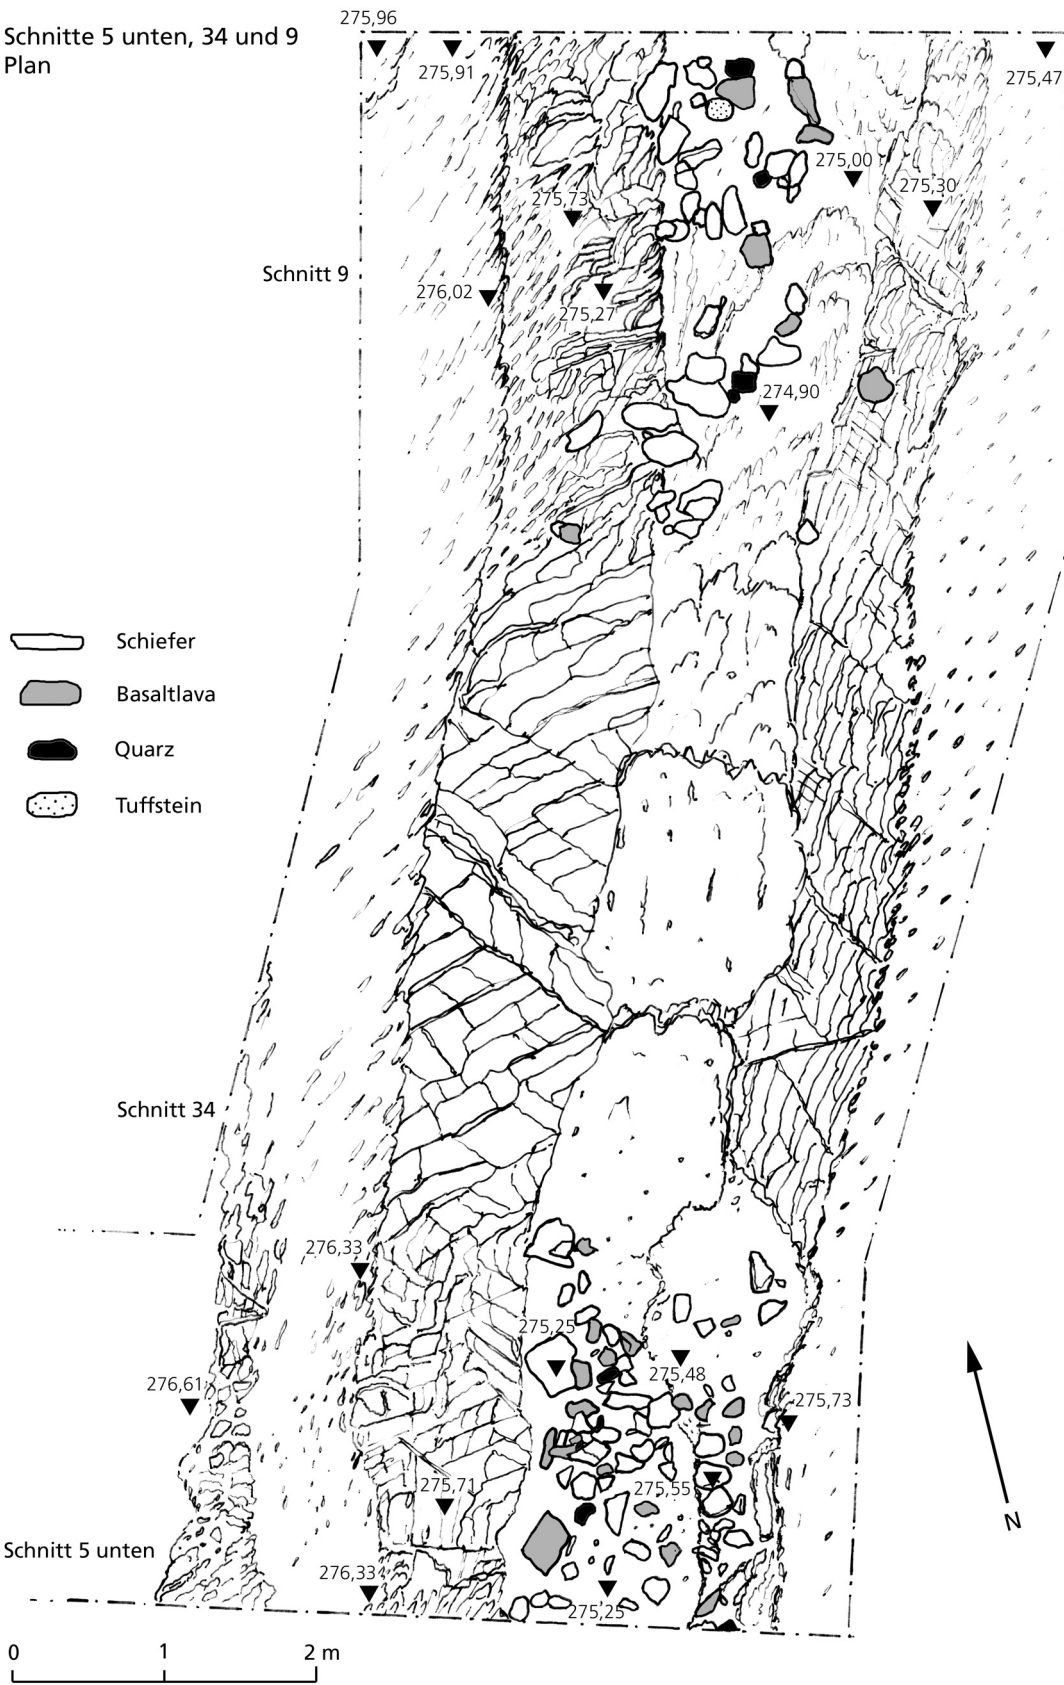 275,96
Schnitte 5 unten, 34 und 9
Plan
275,91
275,47
275,00
275,30
275,73
Schnitt 9
276,02
275,27
274,90
Schiefer
Basaltlava
Quarz
Tuffstein
Schnitt 34
276,33
275,25
275,48
276,61
275,73
275,71
275,55
N
Schnitt 5 unten
276,33
275,25
0 1 2 m